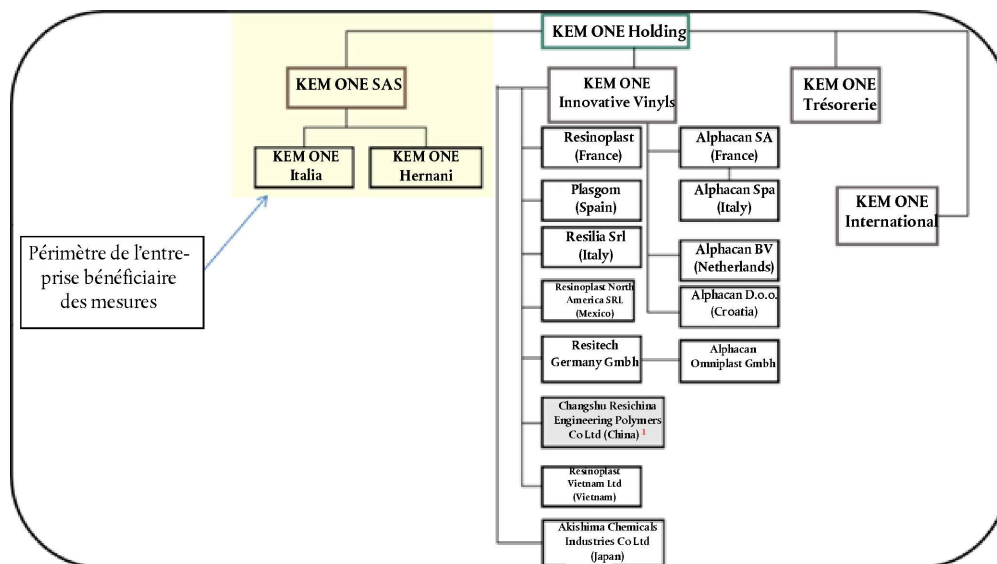 KEM ONE Holding
KEM ONE SAS
KEM ONE
Innovative Vinyls
KEM ONE
Trésorerie
KEM ONE
Italia
KEM ONE
Hernani
Resinoplast
(France)
Alphacan SA
(France)
Plasgom
(Spain)
Alphacan Spa
(Italy)
KEM ONE
International
Périmètre de l'entre-
prise bénéficiaire
des mesures
Resilia Srl
(Italy)
Alphacan BV
(Netherlands)
Resinoplast North
America SRL
(Mexico)
Alphacan D.o.o.
(Croatia)
Resitech
Germany Gmbh
Alphacan
Omniplast Gmbh
Changshu Resichina
Engineering Polymers
Co Ltd (China) 1
Resinoplast
Vietnam Ltd
(Vietnam)
Akishima Chemicals
Industries Co Ltd
(Japan)